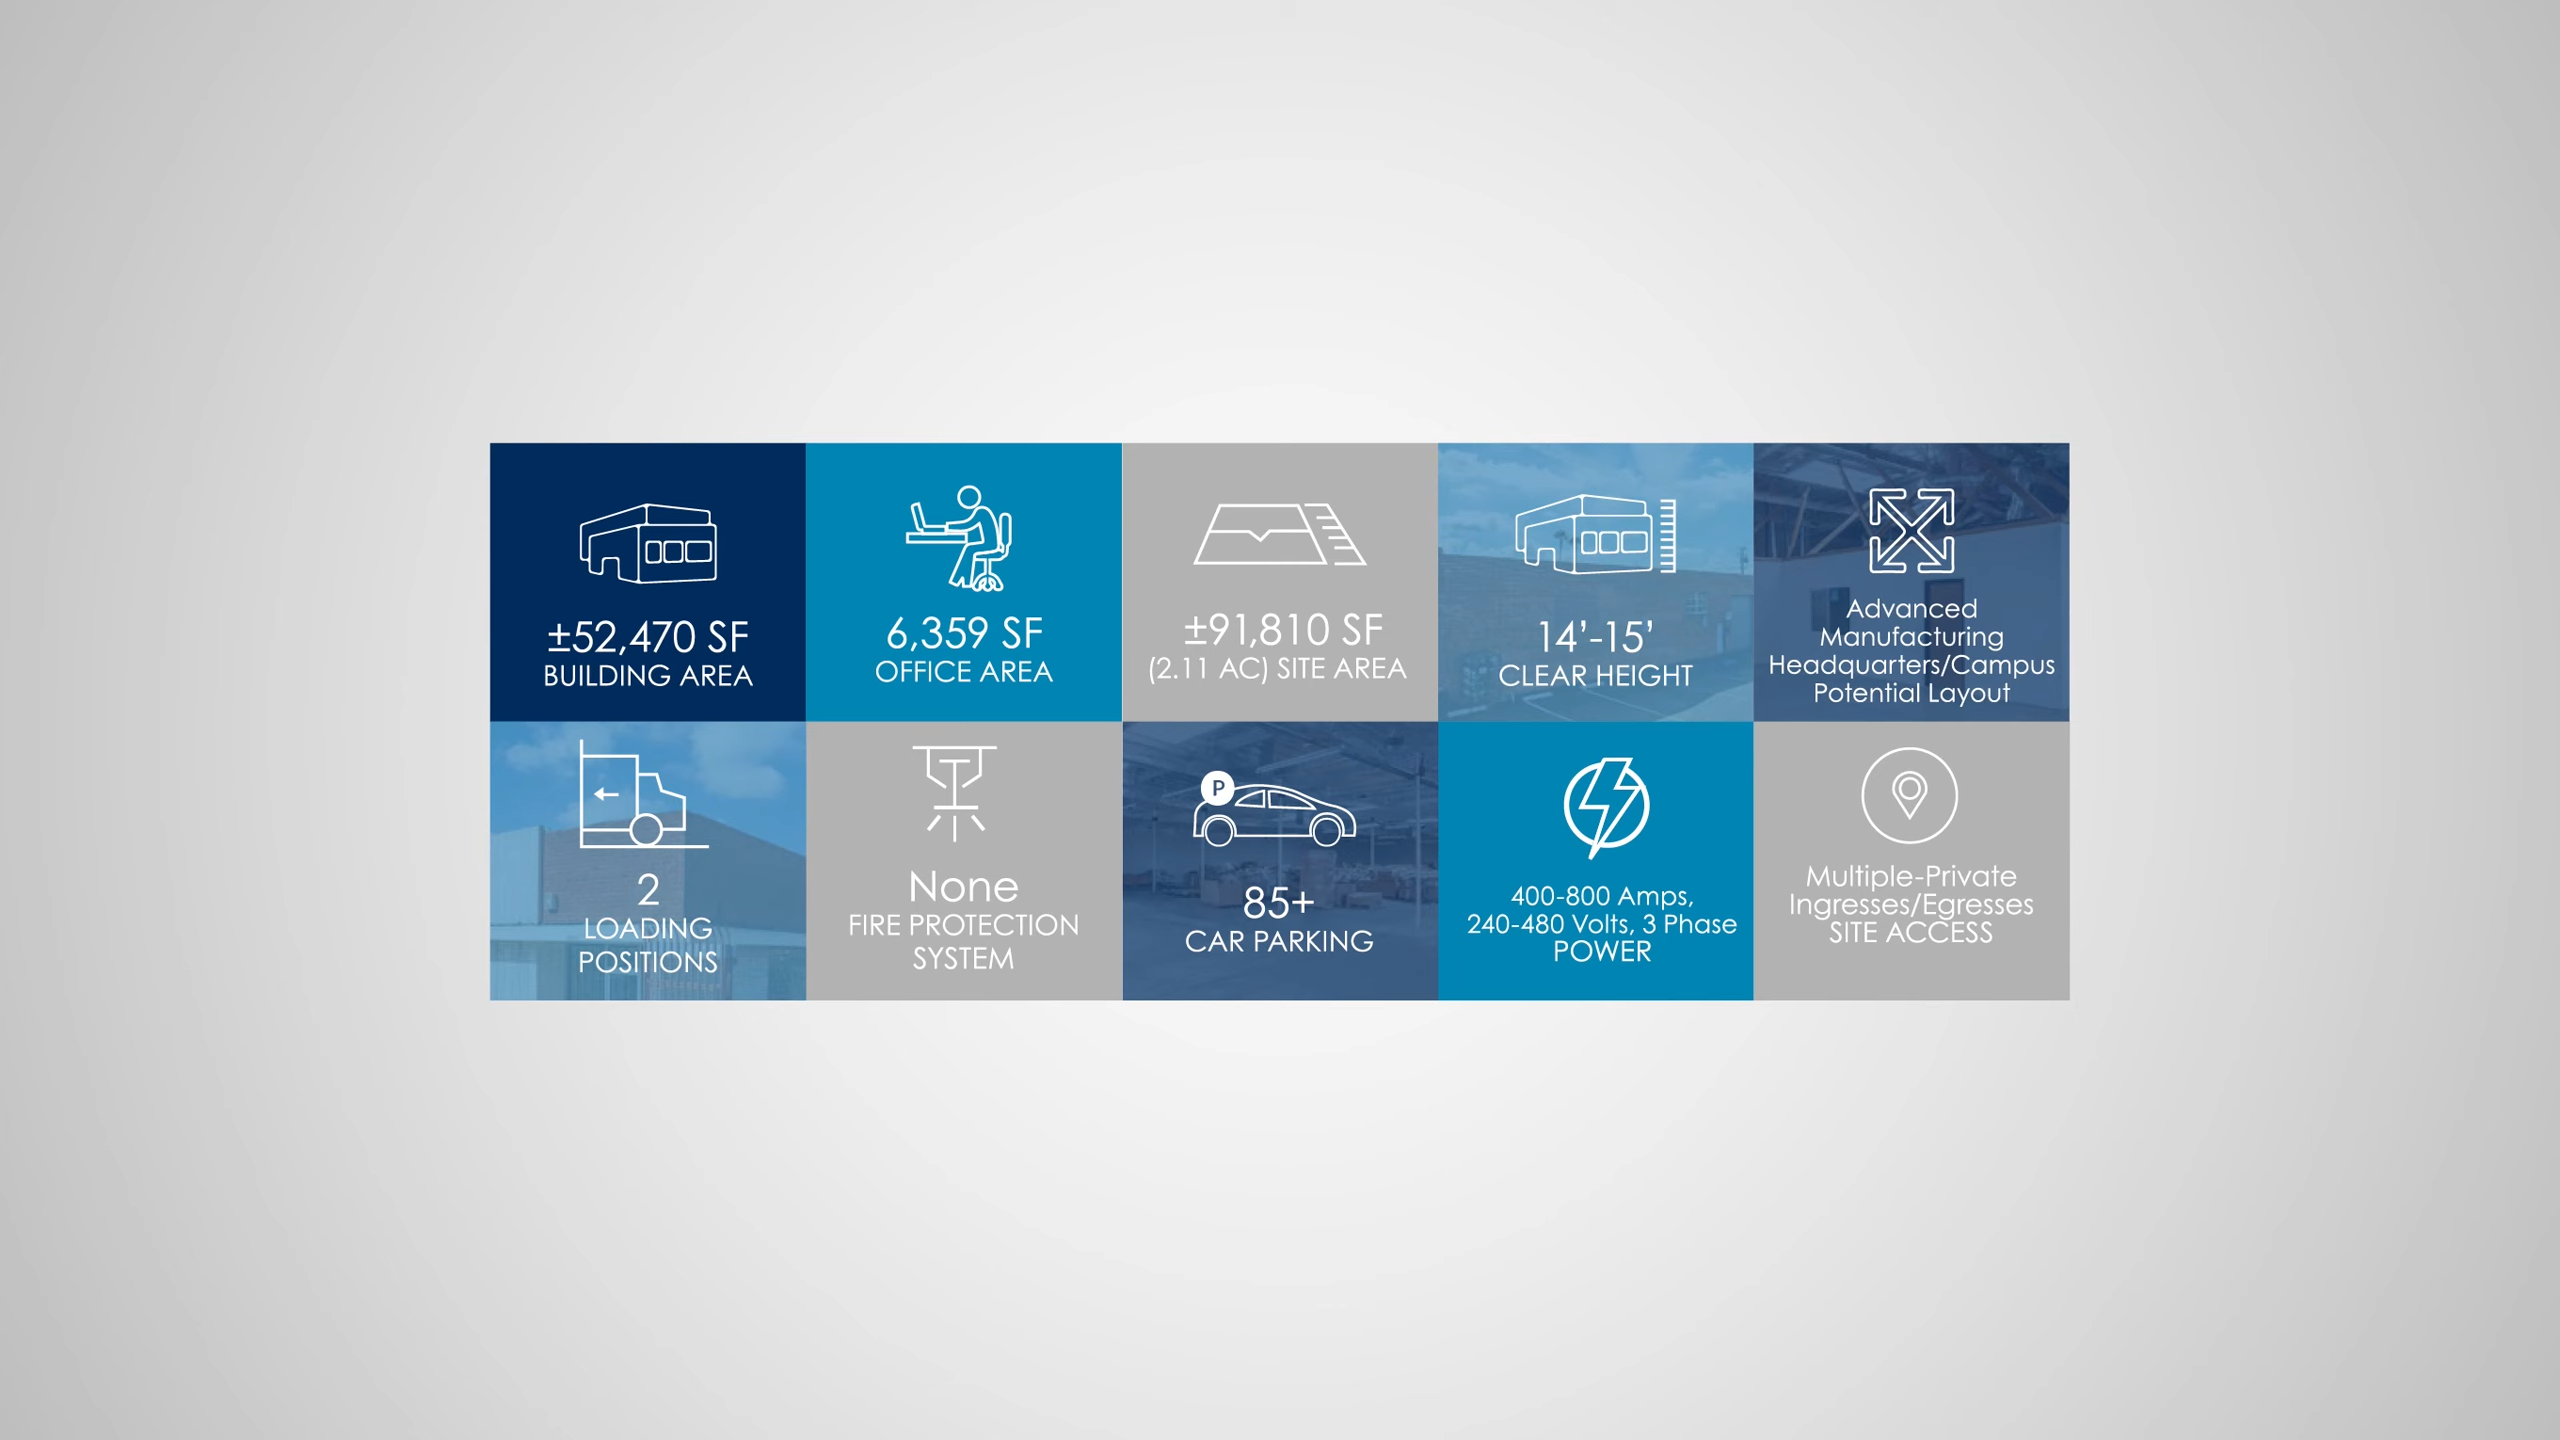 ±52,470 SF
BUILDING AREA
6,359 SF
OFFICE AREA
±91,810 SF
(2.11 AC) SITE AREA
14’-15’
CLEAR HEIGHT
Advanced
Manufacturing
Headquarters/Campus
Potential Layout
2
LOADING
POSITIONS
None
FIRE PROTECTION
SYSTEM
P
85+
CAR PARKING
400-800 Amps,
240-480 Volts, 3 Phase
POWER
Multiple-Private
Ingresses/Egresses
SITE ACCESS